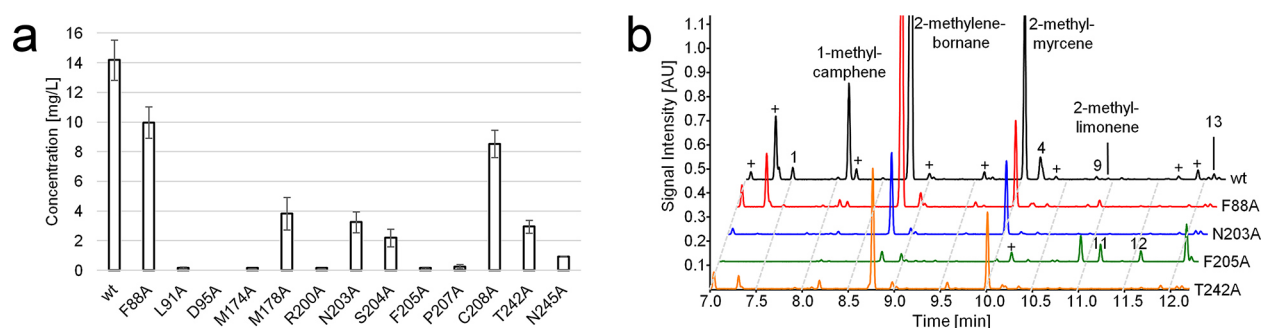 a
Concentration [mg/L]
16
14
12
10
8
6
4
2
0
wt
F88A
L91A
D95A
M174A
M178A
R200A
N203A
S204A
F205A
P207A
C208A
T242A
N245A
b
Signal Intensity [AU]
1.1
1.0
0.9
0.8
0.7
0.6
0.5
0.4
0.3
0.2
0.1
2-methylene-
bornane
2-methyl-
myrcene
1-methyl-
camphene
2-methyl-
limonene
+
+
1
+
+
+
4
+
9
+
+
13
wt
F88A
N203A
+
11
12
F205A
T242A
7.0
7.5
8.0
8.5
9.0
9.5
10.0
10.5
11.0
11.5
12.0
Time [min]